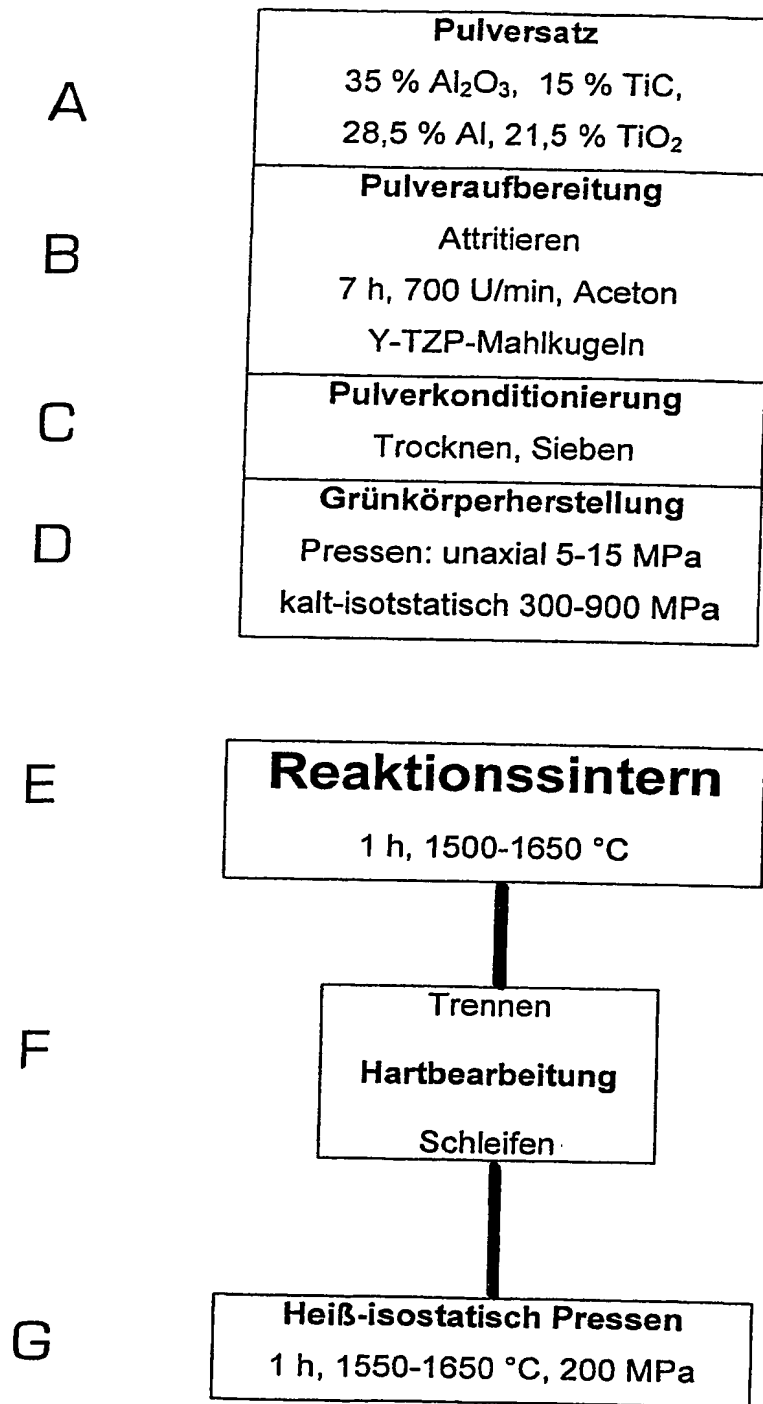 A
Pulversatz
35 % Al₂O₃, 15 % TiC,
28,5 % Al, 21,5 % TiO₂
B
Pulveraufbereitung
Attritieren
7 h, 700 U/min, Aceton
Y-TZP-Mahlkugeln
C
Pulverkonditionierung
Trocknen, Sieben
D
Grünkörperherstellung
Pressen: unaxial 5-15 MPa
kalt-isotstatisch 300-900 MPa
E
Reaktionssintern
1 h, 1500-1650 °C
F
Trennen
Hartbearbeitung
Schleifen
G
Heiß-isostatisch Pressen
1 h, 1550-1650 °C, 200 MPa